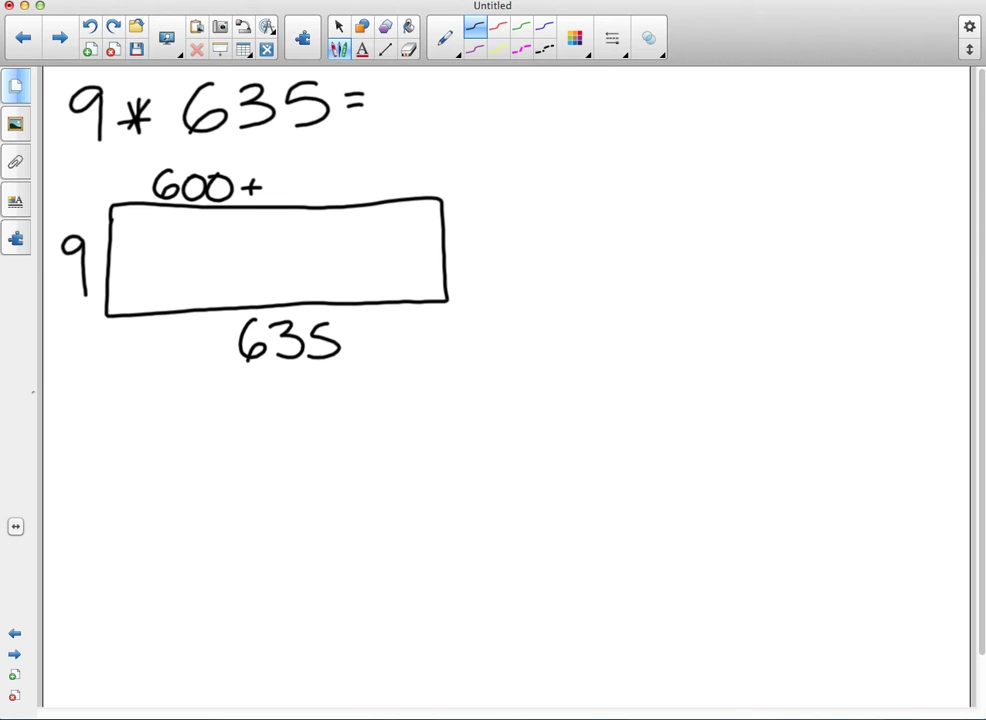 Untitled
9 * 635 =
600 +
9
635